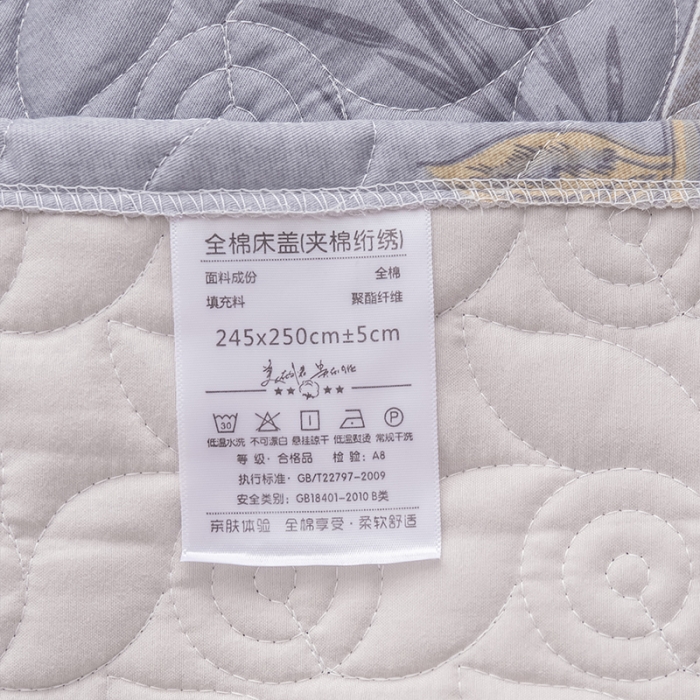 全棉床盖(夹棉绗绣)
面料成份 全棉
填充料 聚酯纤维
245x250cm±5cm
30 P
低温水洗 不可漂白 悬挂晾干 低温熨烫 常规干洗
等级·合格品 检验: A8
执行标准·GB/T22797-2009
安全类别: GB18401-2010 B类
亲肤体验 全棉享受·柔软舒适